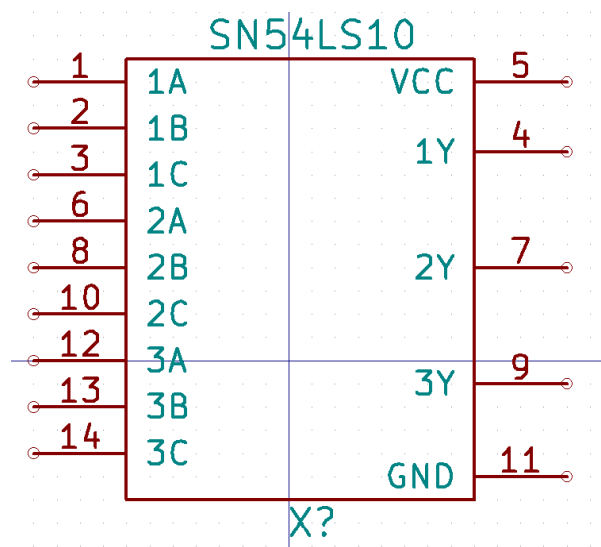 SN54LS10
1 1A VCC 5
2 1B
1Y 4
3 1C
6 2A
8 2B 2Y 7
10 2C
12 3A
3Y 9
13 3B
14 3C
GND 11
X?